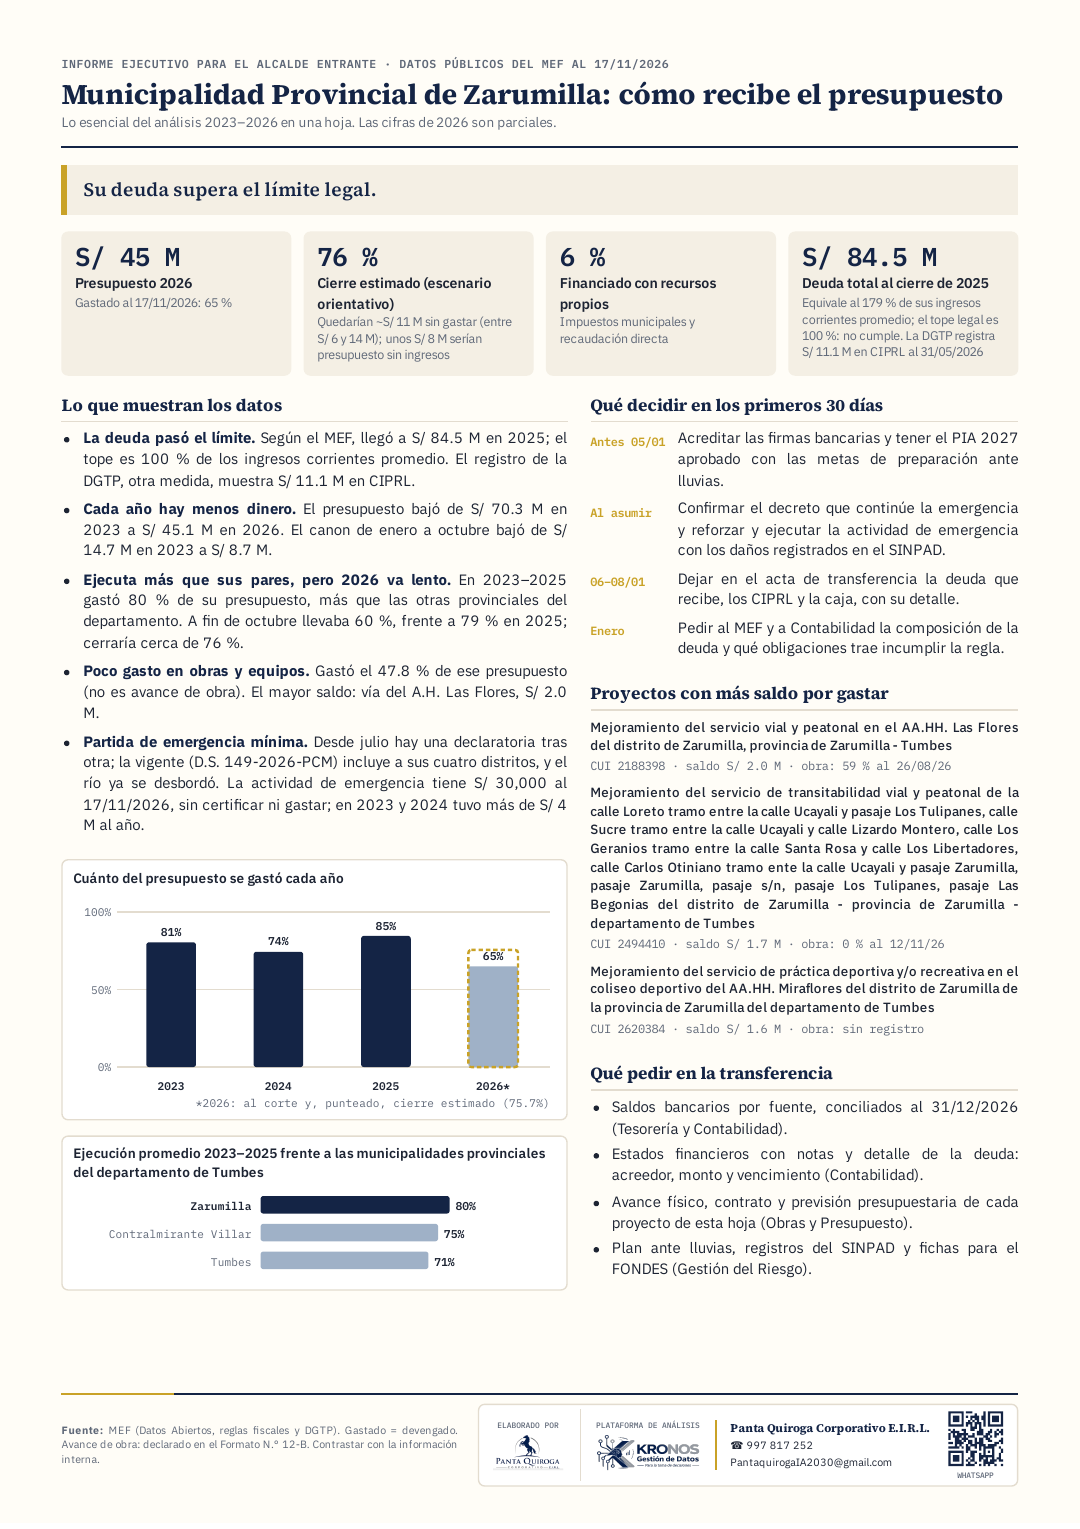 INFORME EJECUTIVO PARA EL ALCALDE ENTRANTE · DATOS PÚBLICOS DEL MEF AL 17/11/2026
Municipalidad Provincial de Zarumilla: cómo recibe el presupuesto
Lo esencial del análisis 2023–2026 en una hoja. Las cifras de 2026 son parciales.
Su deuda supera el límite legal.
S/ 45 M
Presupuesto 2026
Gastado al 17/11/2026: 65 %
76 %
Cierre estimado (escenario
orientativo)
Quedarían ~S/ 11 M sin gastar (entre
S/ 6 y 14 M); unos S/ 8 M serían
presupuesto sin ingresos
6 %
Financiado con recursos
propios
Impuestos municipales y
recaudación directa
S/ 84.5 M
Deuda total al cierre de 2025
Equivale al 179 % de sus ingresos
corrientes promedio; el tope legal es
100 %: no cumple. La DGTP registra
S/ 11.1 M en CIPRL al 31/05/2026
Lo que muestran los datos
• La deuda pasó el límite. Según el MEF, llegó a S/ 84.5 M en 2025; el
tope es 100 % de los ingresos corrientes promedio. El registro de la
DGTP, otra medida, muestra S/ 11.1 M en CIPRL.
• Cada año hay menos dinero. El presupuesto bajó de S/ 70.3 M en
2023 a S/ 45.1 M en 2026. El canon de enero a octubre bajó de S/
14.7 M en 2023 a S/ 8.7 M.
• Ejecuta más que sus pares, pero 2026 va lento. En 2023–2025
gastó 80 % de su presupuesto, más que las otras provinciales del
departamento. A fin de octubre llevaba 60 %, frente a 79 % en 2025;
cerraría cerca de 76 %.
• Poco gasto en obras y equipos. Gastó el 47.8 % de ese presupuesto
(no es avance de obra). El mayor saldo: vía del A.H. Las Flores, S/ 2.0
M.
• Partida de emergencia mínima. Desde julio hay una declaratoria tras
otra; la vigente (D.S. 149-2026-PCM) incluye a sus cuatro distritos, y el
río ya se desbordó. La actividad de emergencia tiene S/ 30,000 al
17/11/2026, sin certificar ni gastar; en 2023 y 2024 tuvo más de S/ 4
M al año.
Cuánto del presupuesto se gastó cada año
100%
50%
0%
81%
74%
85%
65%
2023
2024
2025
2026*
*2026: al corte y, punteado, cierre estimado (75.7%)
Ejecución promedio 2023–2025 frente a las municipalidades provinciales
del departamento de Tumbes
Zarumilla 80%
Contralmirante Villar 75%
Tumbes 71%
Qué decidir en los primeros 30 días
Antes 05/01 Acreditar las firmas bancarias y tener el PIA 2027
aprobado con las metas de preparación ante
lluvias.
Al asumir Confirmar el decreto que continúe la emergencia
y reforzar y ejecutar la actividad de emergencia
con los daños registrados en el SINPAD.
06–08/01 Dejar en el acta de transferencia la deuda que
recibe, los CIPRL y la caja, con su detalle.
Enero Pedir al MEF y a Contabilidad la composición de la
deuda y qué obligaciones trae incumplir la regla.
Proyectos con más saldo por gastar
Mejoramiento del servicio vial y peatonal en el AA.HH. Las Flores
del distrito de Zarumilla, provincia de Zarumilla - Tumbes
CUI 2188398 · saldo S/ 2.0 M · obra: 59 % al 26/08/26
Mejoramiento del servicio de transitabilidad vial y peatonal de la
calle Loreto tramo entre la calle Ucayali y pasaje Los Tulipanes, calle
Sucre tramo entre la calle Ucayali y calle Lizardo Montero, calle Los
Geranios tramo entre la calle Santa Rosa y calle Los Libertadores,
calle Carlos Otiniano tramo ente la calle Ucayali y pasaje Zarumilla,
pasaje Zarumilla, pasaje s/n, pasaje Los Tulipanes, pasaje Las
Begonias del distrito de Zarumilla - provincia de Zarumilla -
departamento de Tumbes
CUI 2494410 · saldo S/ 1.7 M · obra: 0 % al 12/11/26
Mejoramiento del servicio de práctica deportiva y/o recreativa en el
coliseo deportivo del AA.HH. Miraflores del distrito de Zarumilla de
la provincia de Zarumilla del departamento de Tumbes
CUI 2620384 · saldo S/ 1.6 M · obra: sin registro
Qué pedir en la transferencia
• Saldos bancarios por fuente, conciliados al 31/12/2026
(Tesorería y Contabilidad).
• Estados financieros con notas y detalle de la deuda:
acreedor, monto y vencimiento (Contabilidad).
• Avance físico, contrato y previsión presupuestaria de cada
proyecto de esta hoja (Obras y Presupuesto).
• Plan ante lluvias, registros del SINPAD y fichas para el
FONDES (Gestión del Riesgo).
Fuente: MEF (Datos Abiertos, reglas fiscales y DGTP). Gastado = devengado.
Avance de obra: declarado en el Formato N.º 12-B. Contrastar con la información
interna.
ELABORADO POR
PANTA QUIROGA
PLATAFORMA DE ANÁLISIS
KRONOS
Gestión de Datos
Panta Quiroga Corporativo E.I.R.L.
☎ 997 817 252
PantaquirogaIA2030@gmail.com
WHATSAPP